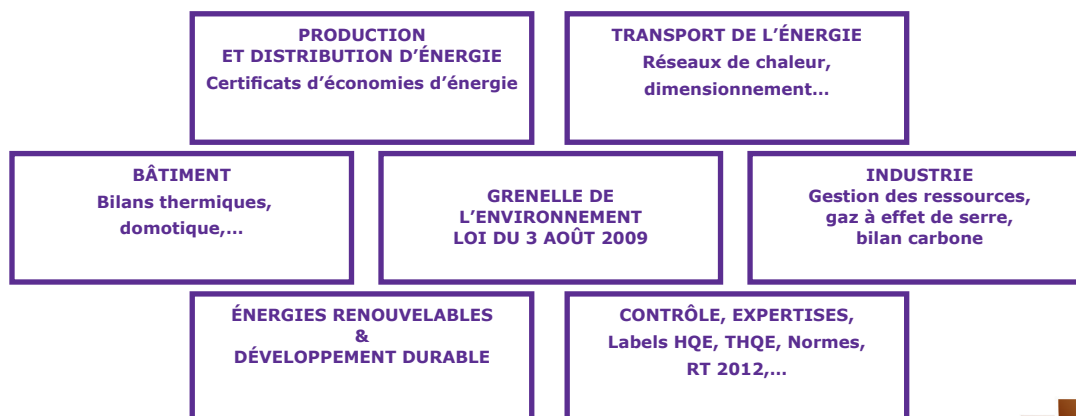 PRODUCTION
ET DISTRIBUTION D’ÉNERGIE
Certificats d’économies d’énergie
TRANSPORT DE L’ÉNERGIE
Réseaux de chaleur,
dimensionnement...
BÂTIMENT
Bilans thermiques,
domotique,...
GRENELLE DE
L’ENVIRONNEMENT
LOI DU 3 AOÛT 2009
INDUSTRIE
Gestion des ressources,
gaz à effet de serre,
bilan carbone
ÉNERGIES RENOUVELABLES
&
DÉVELOPPEMENT DURABLE
CONTRÔLE, EXPERTISES,
Labels HQE, THQE, Normes,
RT 2012,...